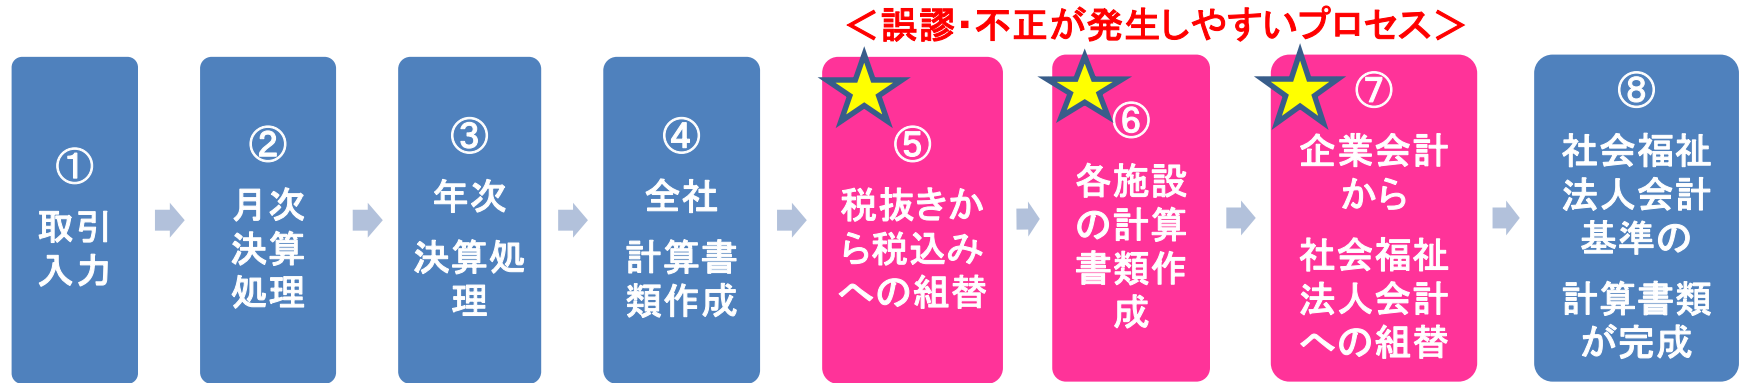 ＜誤謬・不正が発生しやすいプロセス＞
①
取引
入力
②
月次
決算
処理
③
年次
決算処
理
④
全社
計算書
類作成
⑤
税抜きか
ら税込み
への組替
⑥
各施設
の計算
書類作
成
⑦
企業会計
から
社会福祉
法人会計
への組替
⑧
社会福祉
法人会計
基準の
計算書類
が完成